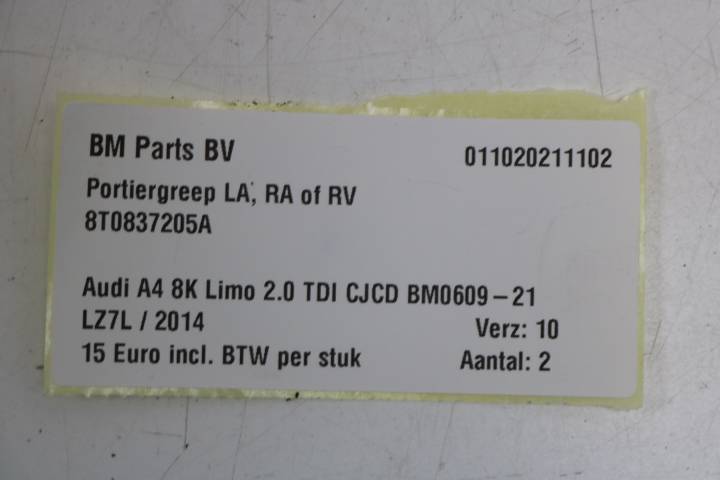 BM Parts BV 011020211102
Portiergreep LA, RA of RV
8T0837205A
Audi A4 8K Limo 2.0 TDI CJCD BM0609-21
LZ7L / 2014 Verz: 10
15 Euro incl. BTW per stuk Aantal: 2